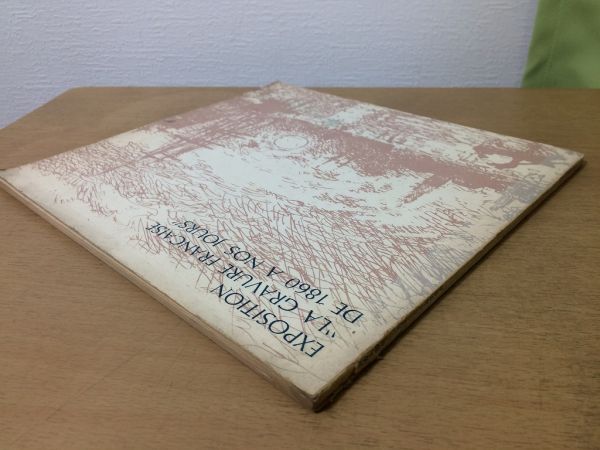 EXPOSITION
"LA GRAVURE FRANÇAISE
DE 1860 A NOS JOURS"